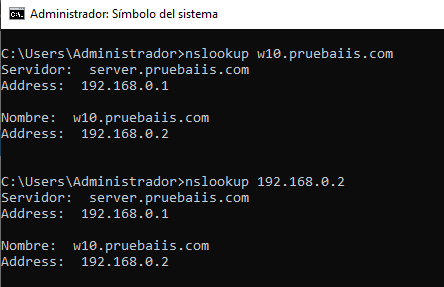 Administrador: Símbolo del sistema
C:\Users\Administrador>nslookup w10.pruebaiis.com
Servidor:  server.pruebaiis.com
Address:  192.168.0.1
Nombre:  w10.pruebaiis.com
Address:  192.168.0.2
C:\Users\Administrador>nslookup 192.168.0.2
Servidor:  server.pruebaiis.com
Address:  192.168.0.1
Nombre:  w10.pruebaiis.com
Address:  192.168.0.2